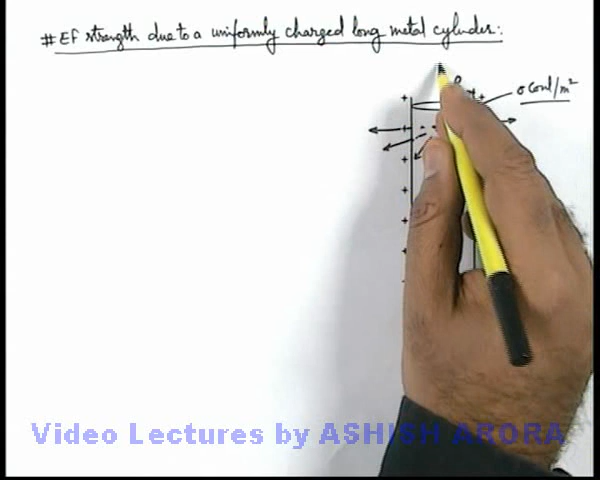 # EF strength due to a uniformly charged long metal cylinder:
σ Coul/m²
Video Lectures by ASHISH ARORA